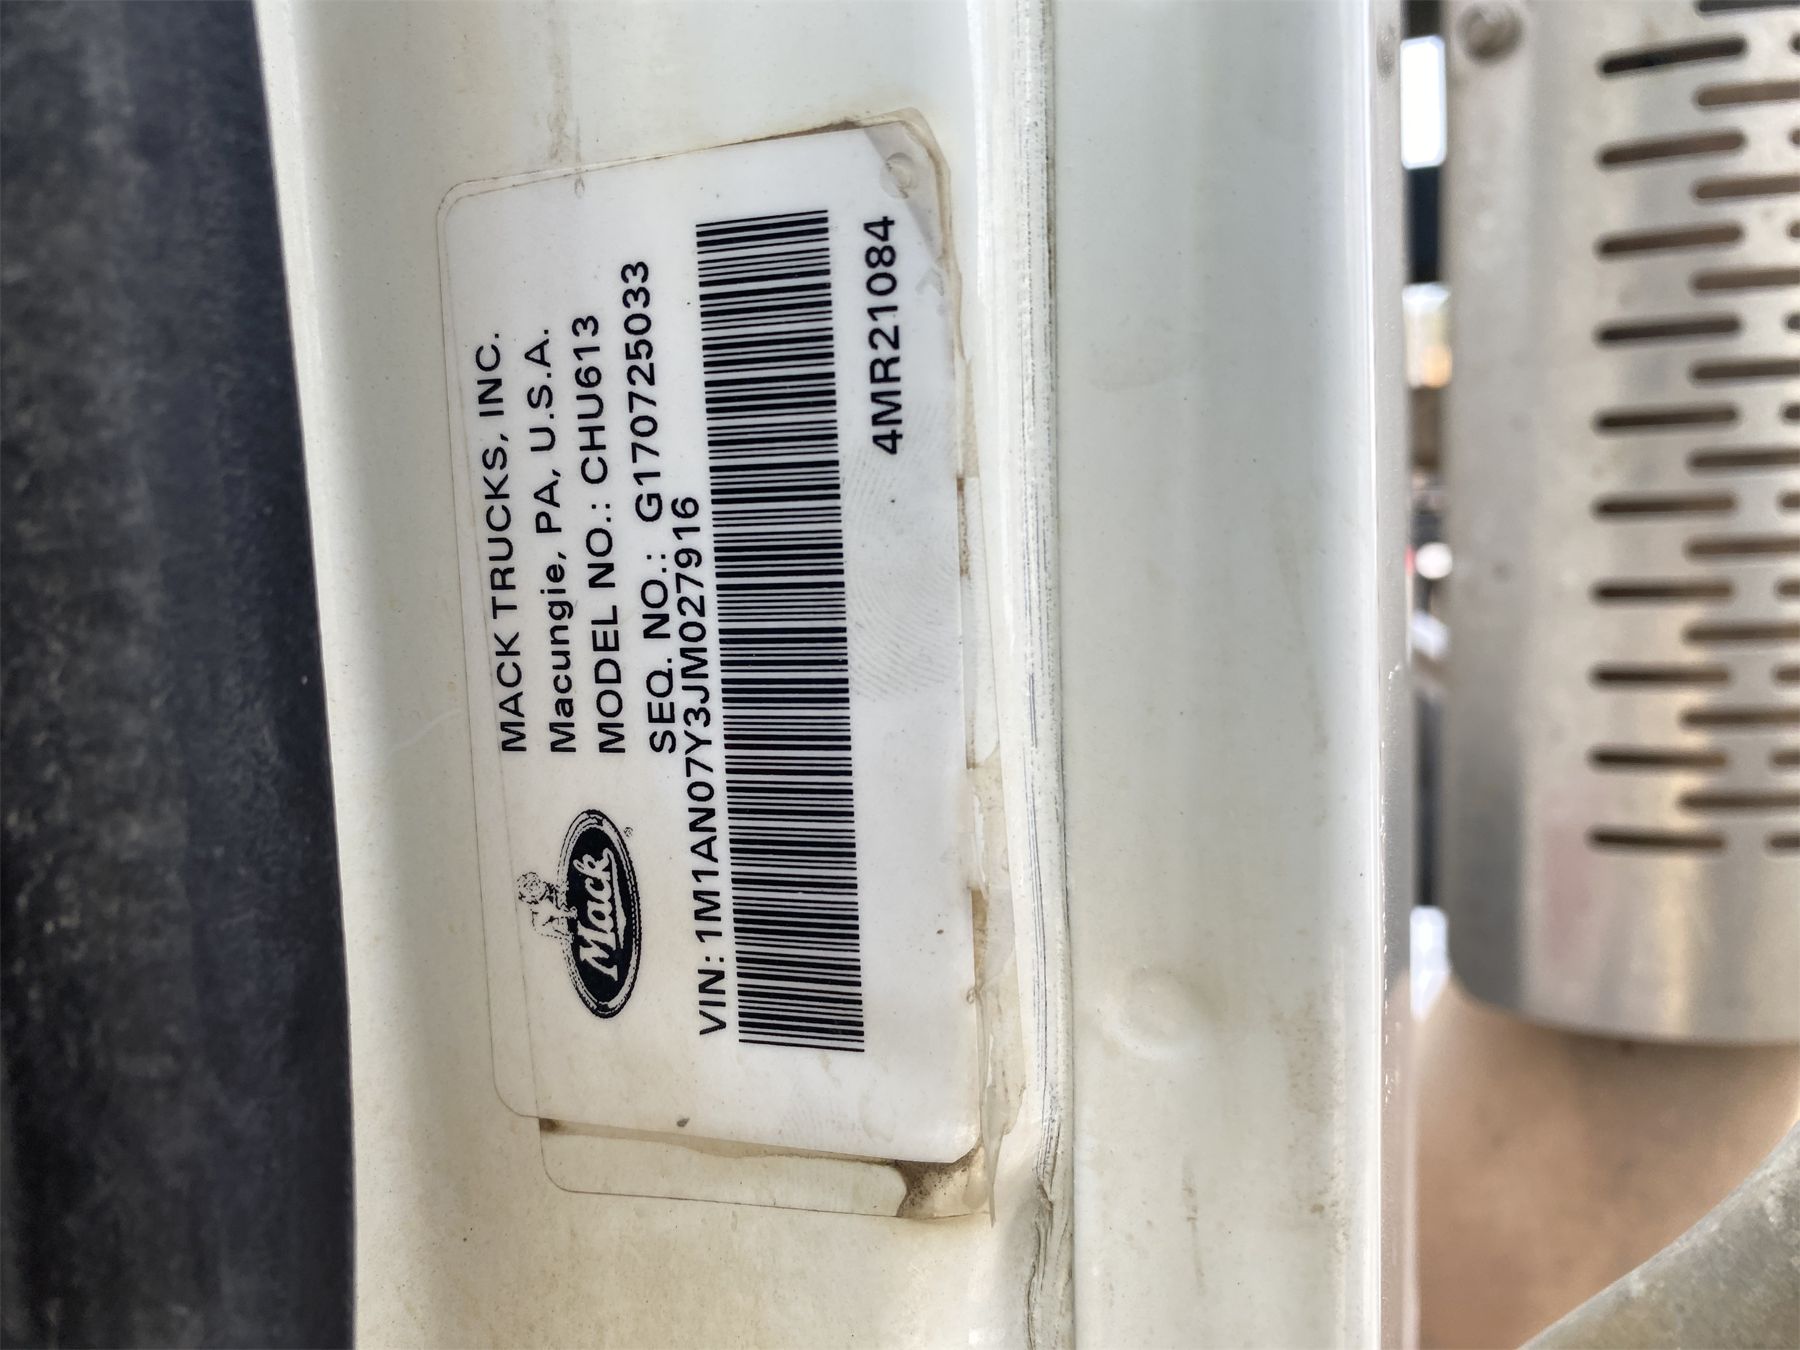 MACK TRUCKS, INC.
Macungie, PA, U.S.A.
MODEL NO.: CHU613
SEQ. NO.: G170725033
Mack®
VIN: 1M1AN07Y3JM027916
4MR21084